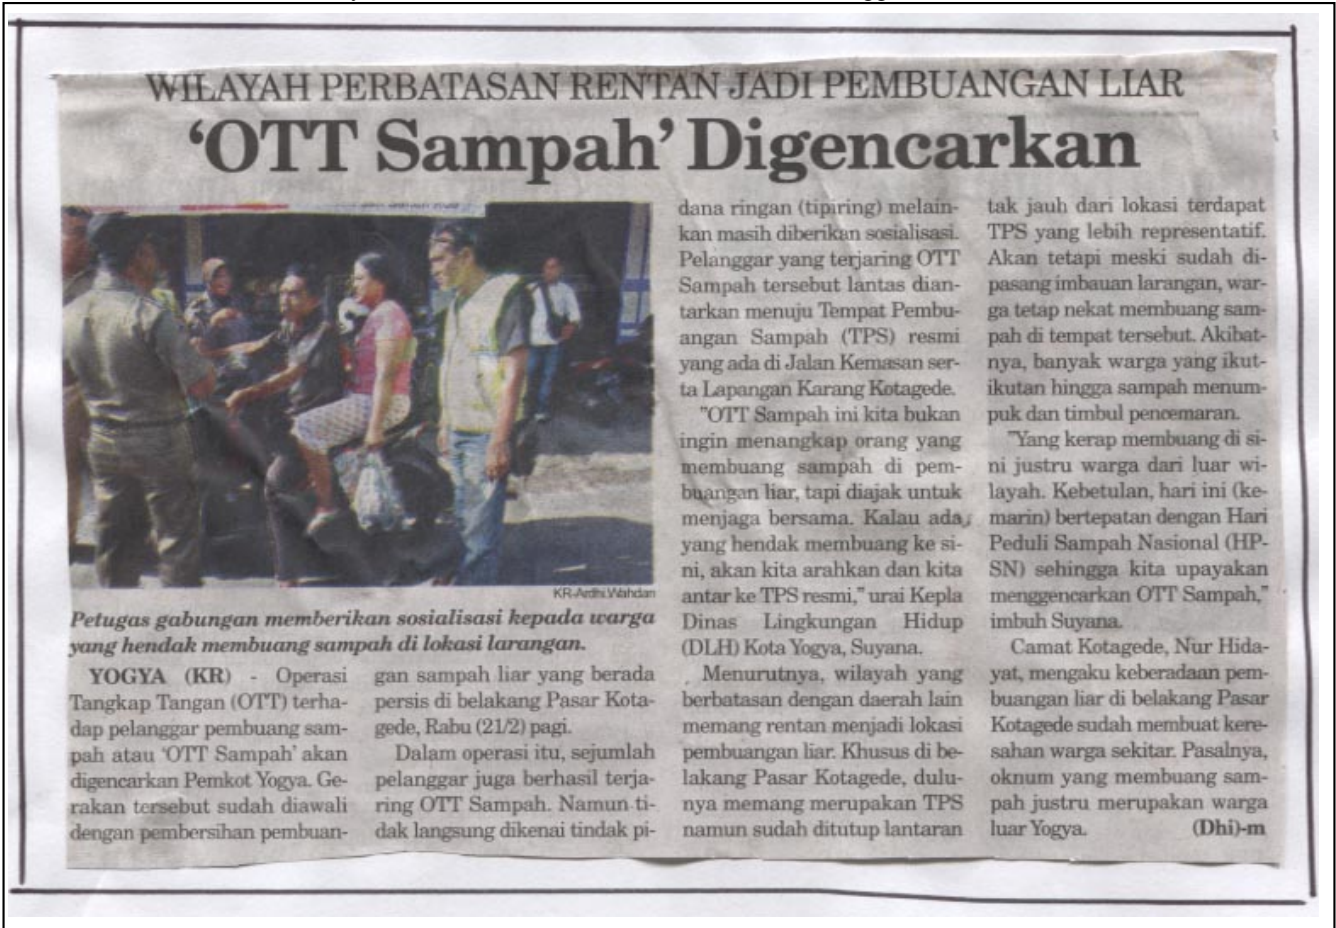 WILAYAH PERBATASAN RENTAN JADI PEMBUANGAN LIAR
'OTT Sampah' Digencarkan
KR-Ardhi Wahdan
Petugas gabungan memberikan sosialisasi kepada warga
yang hendak membuang sampah di lokasi larangan.
YOGYA (KR) - Operasi
Tangkap Tangan (OTT) terha-
dap pelanggar pembuang sam-
pah atau 'OTT Sampah' akan
digencarkan Pemkot Yogya. Ge-
rakan tersebut sudah diawali
dengan pembersihan pembuan-
gan sampah liar yang berada
persis di belakang Pasar Kota-
gede, Rabu (21/2) pagi.
Dalam operasi itu, sejumlah
pelanggar juga berhasil terja-
ring OTT Sampah. Namun ti-
dak langsung dikenai tindak pi-
dana ringan (tipiring) melain-
kan masih diberikan sosialisasi.
Pelanggar yang terjaring OTT
Sampah tersebut lantas dian-
tarkan menuju Tempat Pembu-
angan Sampah (TPS) resmi
yang ada di Jalan Kemasan ser-
ta Lapangan Karang Kotagede.
"OTT Sampah ini kita bukan
ingin menangkap orang yang
membuang sampah di pem-
buangan liar, tapi diajak untuk
menjaga bersama. Kalau ada
yang hendak membuang ke si-
ni, akan kita arahkan dan kita
antar ke TPS resmi," urai Kepla
Dinas Lingkungan Hidup
(DLH) Kota Yogya, Suyana.
Menurutnya, wilayah yang
berbatasan dengan daerah lain
memang rentan menjadi lokasi
pembuangan liar. Khusus di be-
lakang Pasar Kotagede, dulu-
nya memang merupakan TPS
namun sudah ditutup lantaran
tak jauh dari lokasi terdapat
TPS yang lebih representatif.
Akan tetapi meski sudah di-
pasang imbauan larangan, war-
ga tetap nekat membuang sam-
pah di tempat tersebut. Akibat-
nya, banyak warga yang ikut-
ikutan hingga sampah menum-
puk dan timbul pencemaran.
"Yang kerap membuang di si-
ni justru warga dari luar wi-
layah. Kebetulan, hari ini (ke-
marin) bertepatan dengan Hari
Peduli Sampah Nasional (HP-
SN) sehingga kita upayakan
menggencarkan OTT Sampah,"
imbuh Suyana.
Camat Kotagede, Nur Hida-
yat, mengaku keberadaan pem-
buangan liar di belakang Pasar
Kotagede sudah membuat kere-
sahan warga sekitar. Pasalnya,
oknum yang membuang sam-
pah justru merupakan warga
luar Yogya. (Dhi)-m